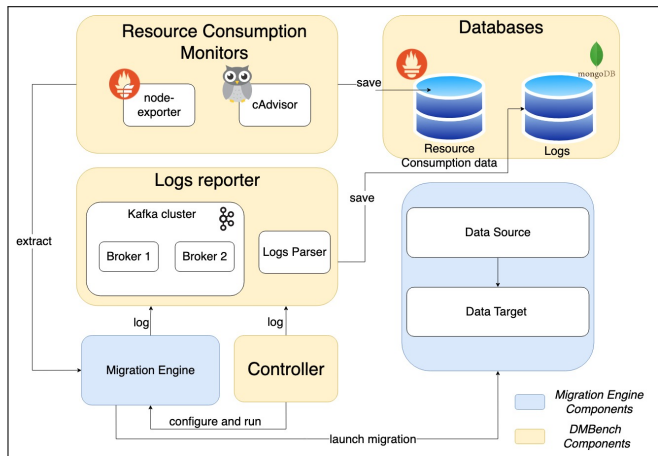 Resource Consumption
Monitors
node-
exporter
cAdvisor
Databases
mongoDB
save
Resource
Consumption data
Logs
Logs reporter
Kafka cluster
Broker 1
Broker 2
Logs Parser
save
extract
Data Source
Data Target
log
log
Migration Engine
Controller
configure and run
launch migration
Migration Engine
Components
DMBench
Components